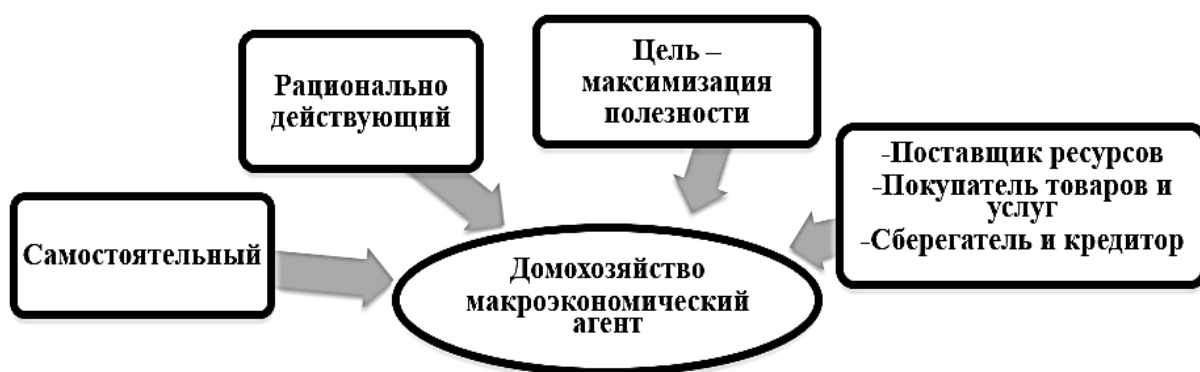 Самостоятельный
Рационально
действующий
Цель –
максимизация
полезности
-Поставщик ресурсов
-Покупатель товаров и
услуг
-Сберегатель и кредитор
Домохозяйство
макроэкономический
агент